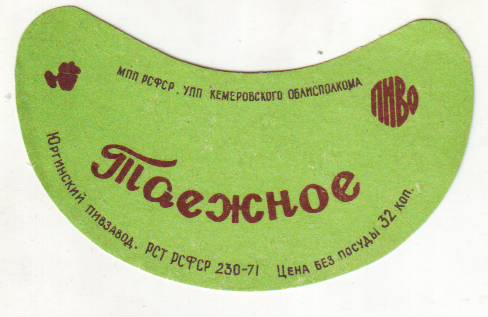 МПП РСФСР. УПП КЕМЕРОВСКОГО ОБЛИСПОЛКОМА
ПИВО
Таежное
ЮРГИНСКИЙ ПИВЗАВОД. РСТ РСФСР 230-71 ЦЕНА БЕЗ ПОСУДЫ 32 КОП.